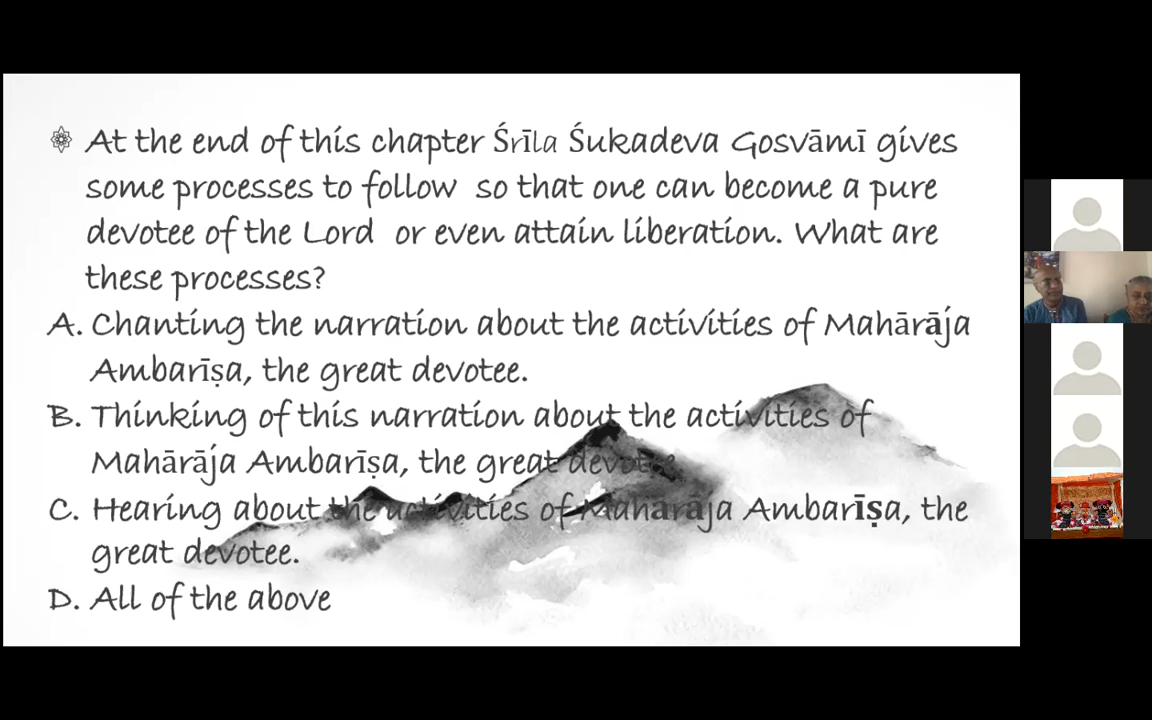 At the end of this chapter Śrīla Śukadeva Gosvāmī gives
some processes to follow so that one can become a pure
devotee of the Lord or even attain liberation. What are
these processes?
A. Chanting the narration about the activities of Mahārāja
Ambarīṣa, the great devotee.
B. Thinking of this narration about the activities of
Mahārāja Ambarīṣa, the great devotee.
C. Hearing about the activities of Mahārāja Ambarīṣa, the
great devotee.
D. All of the above